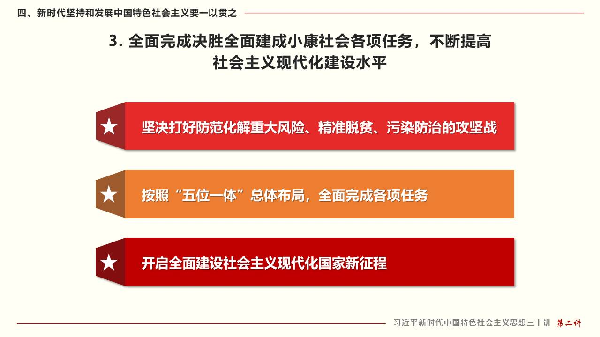 四、新时代坚持和发展中国特色社会主义要一以贯之
3. 全面完成决胜全面建成小康社会各项任务，不断提高
社会主义现代化建设水平
坚决打好防范化解重大风险、精准脱贫、污染防治的攻坚战
按照“五位一体”总体布局，全面完成各项任务
开启全面建设社会主义现代化国家新征程
习近平新时代中国特色社会主义思想三十讲 第二讲